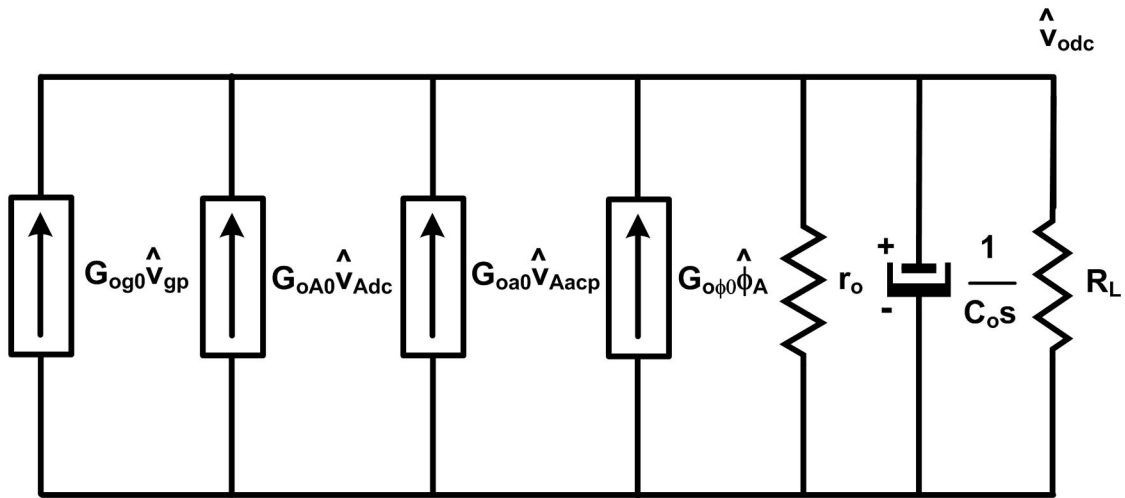 v̂odc
Gog0v̂gp
GoA0v̂Adc
Goa0v̂Aacp
Goϕ0ϕ̂A
ro
+
-
1
Cos
RL